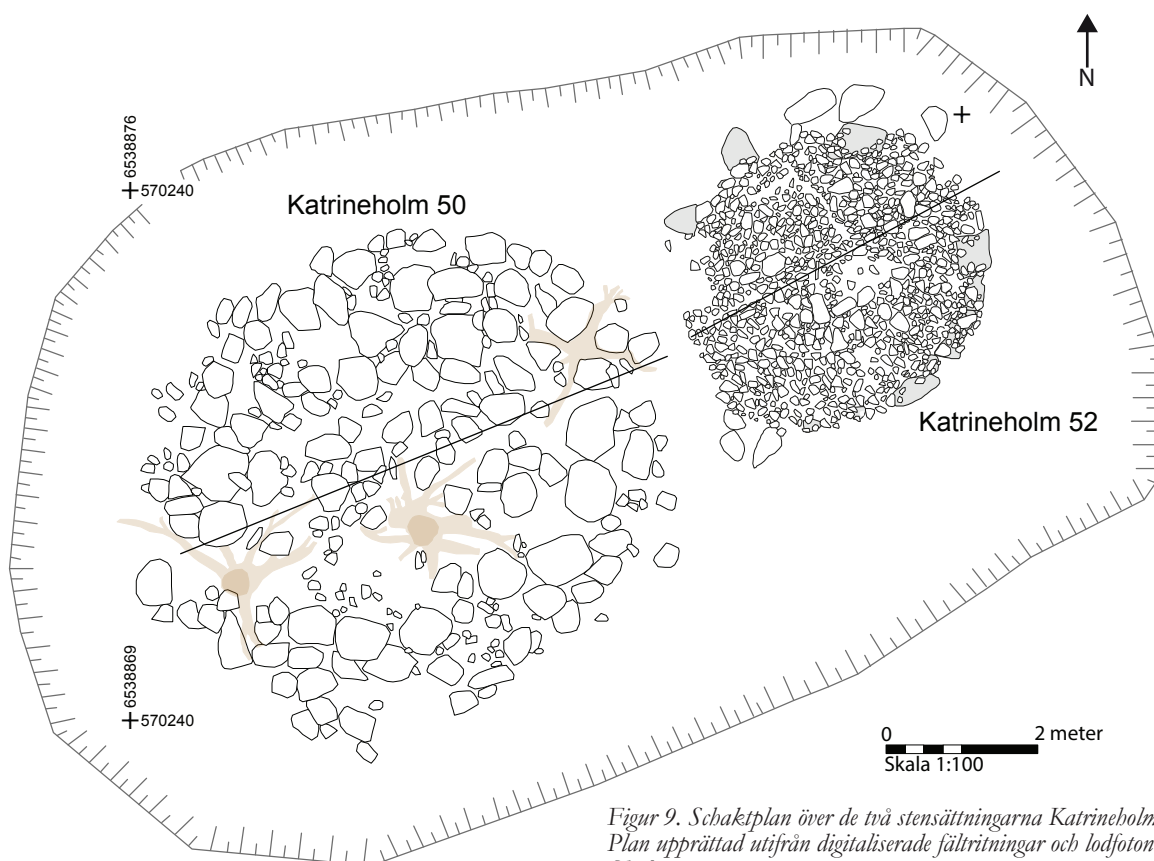 N
6538876
570240
Katrineholm 50
Katrineholm 52
6538869
570240
0 2 meter
Skala 1:100
Figur 9. Schaktplan över de två stensättningarna Katrineholm
Plan upprättad utifrån digitaliserade fältritningar och lodfoton